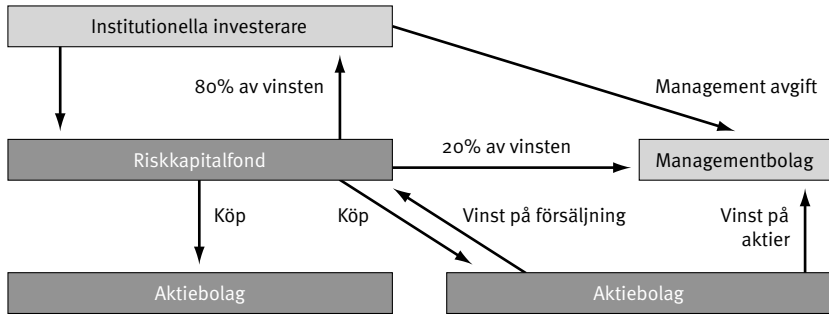 Institutionella investerare
80% av vinsten
Management avgift
Riskkapitalfond
20% av vinsten
Managementbolag
Köp
Köp
Vinst på försäljning
Vinst på
aktier
Aktiebolag
Aktiebolag